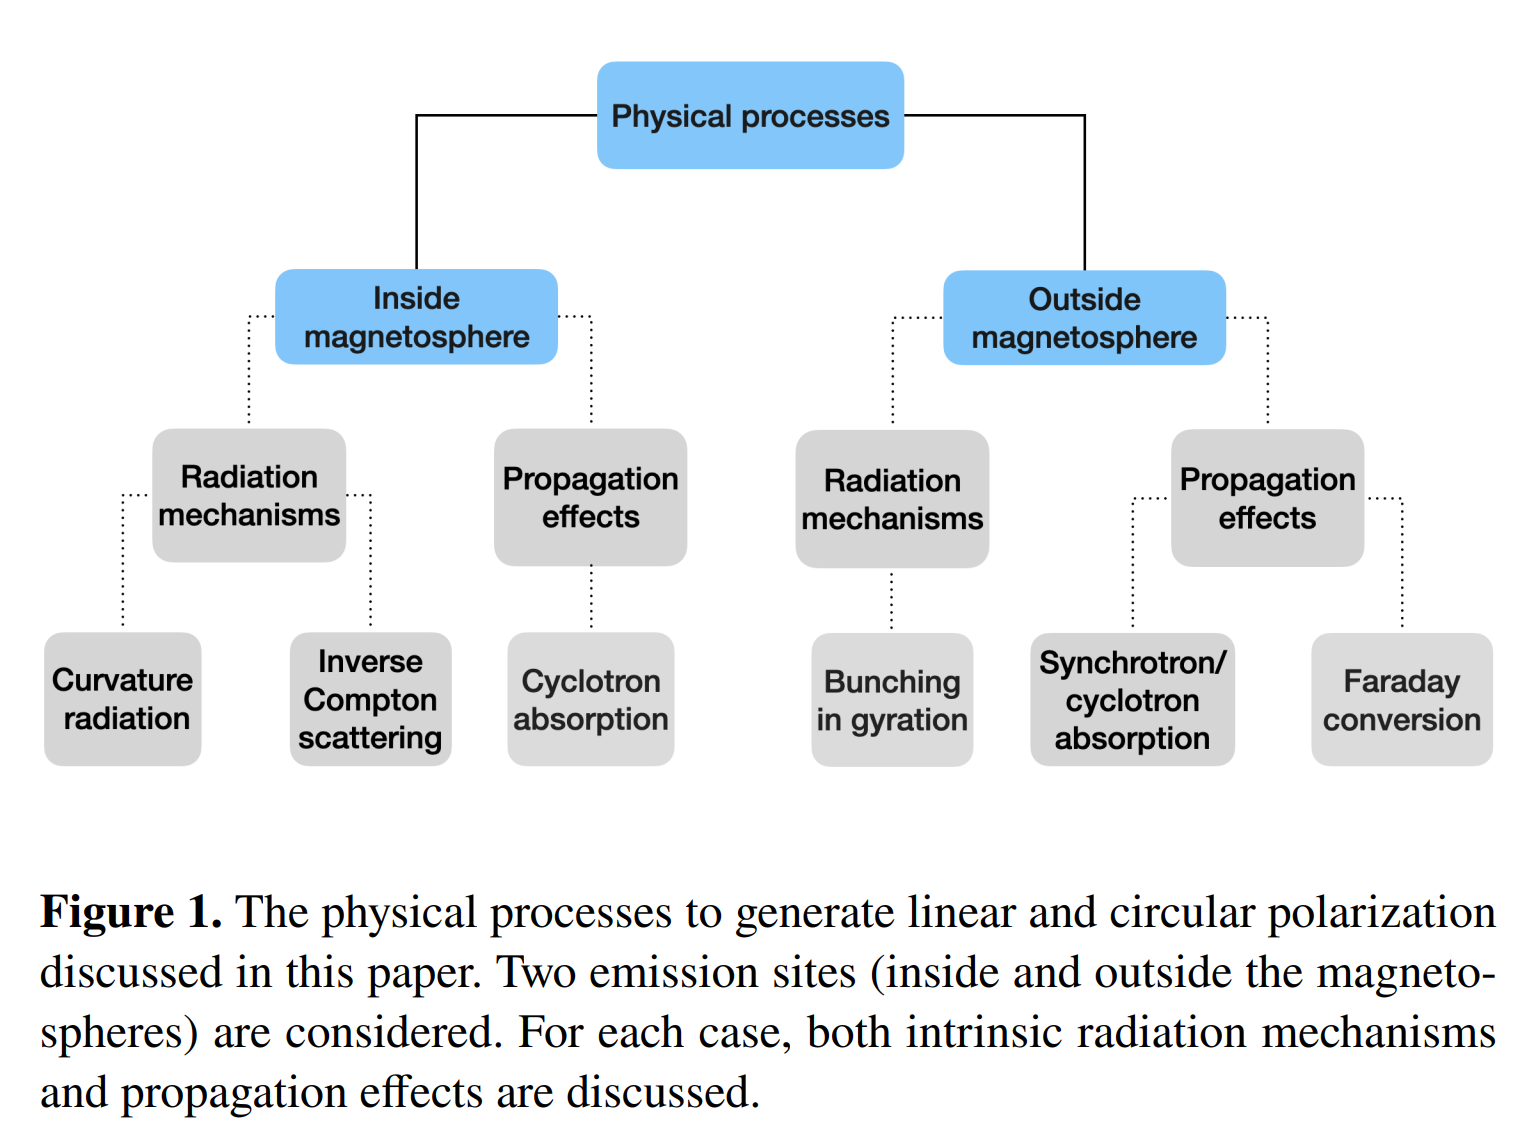 Physical processes
Inside
magnetosphere
Outside
magnetosphere
Radiation
mechanisms
Propagation
effects
Radiation
mechanisms
Propagation
effects
Curvature
radiation
Inverse
Compton
scattering
Cyclotron
absorption
Bunching
in gyration
Synchrotron/
cyclotron
absorption
Faraday
conversion
Figure 1. The physical processes to generate linear and circular polarization
discussed in this paper. Two emission sites (inside and outside the magneto-
spheres) are considered. For each case, both intrinsic radiation mechanisms
and propagation effects are discussed.